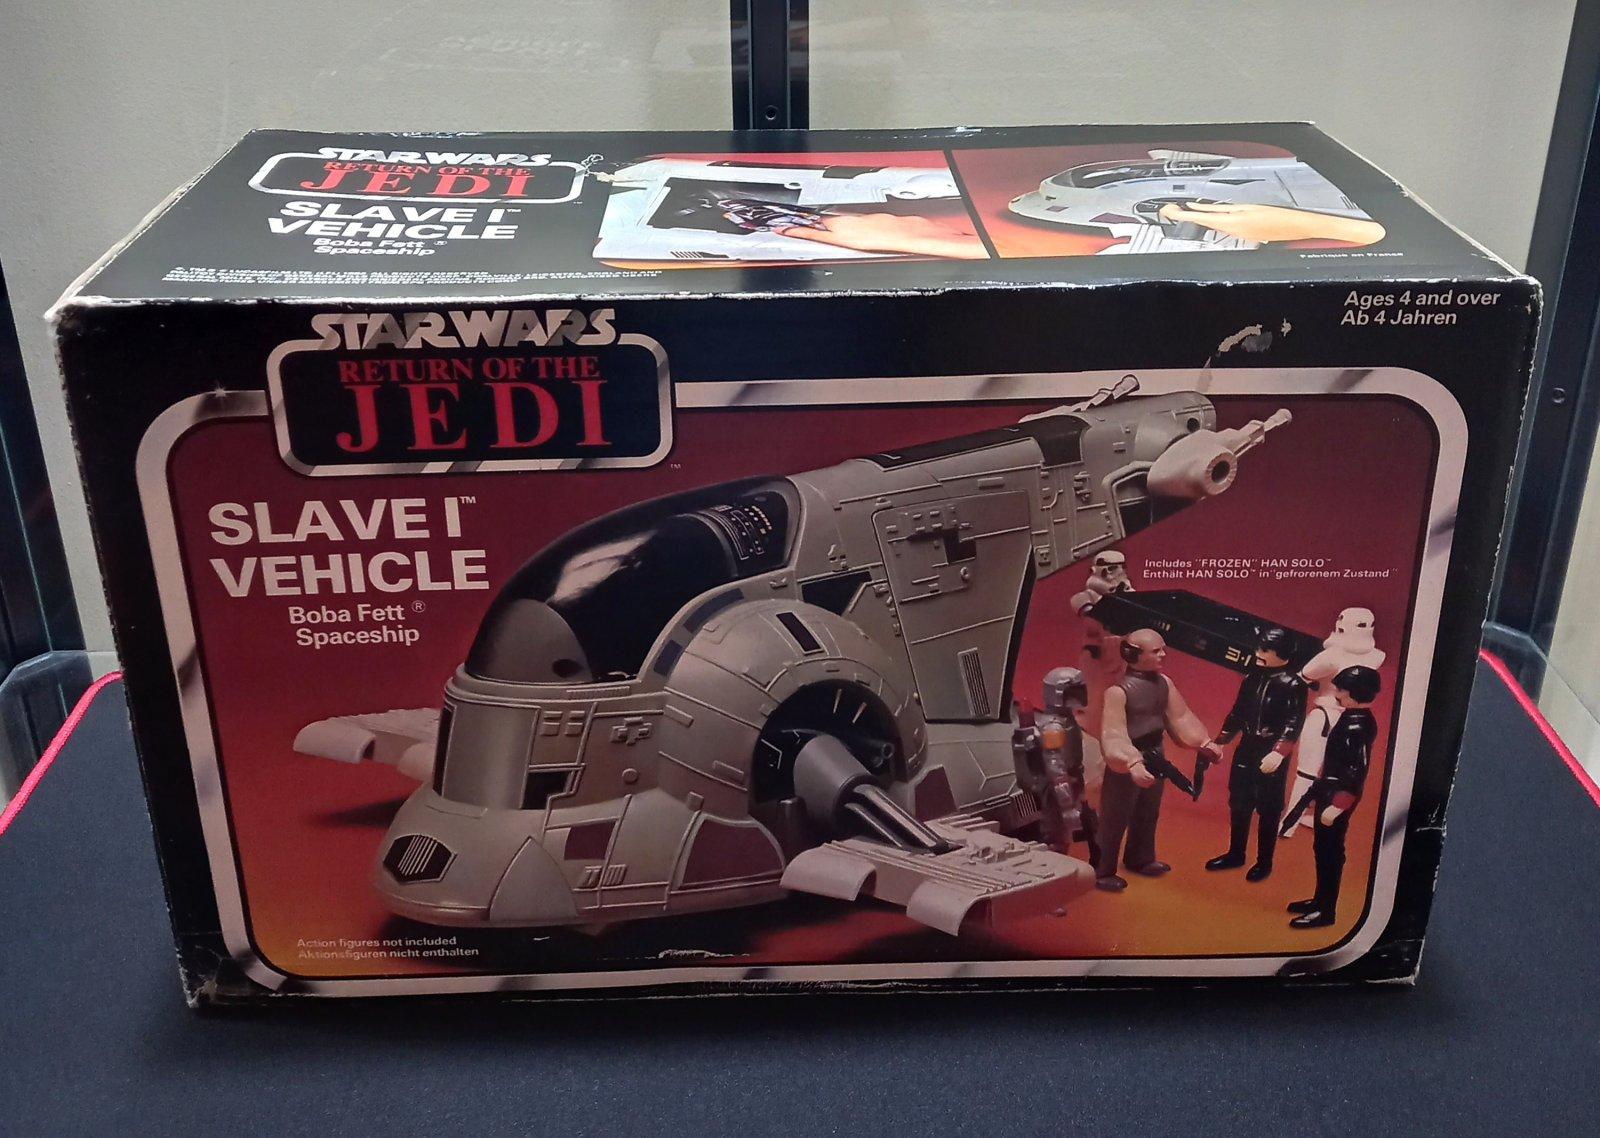 STAR WARS
RETURN OF THE
JEDI
SLAVE I™
VEHICLE
Boba Fett ®
Spaceship
Fabriqué en France
STAR WARS
RETURN OF THE
JEDI
™
SLAVE I™
VEHICLE
Boba Fett ®
Spaceship
Ages 4 and over
Ab 4 Jahren
Includes "FROZEN" HAN SOLO™
Enthält HAN SOLO™ in "gefrorenem Zustand"
Action figures not included
Aktionsfiguren nicht enthalten